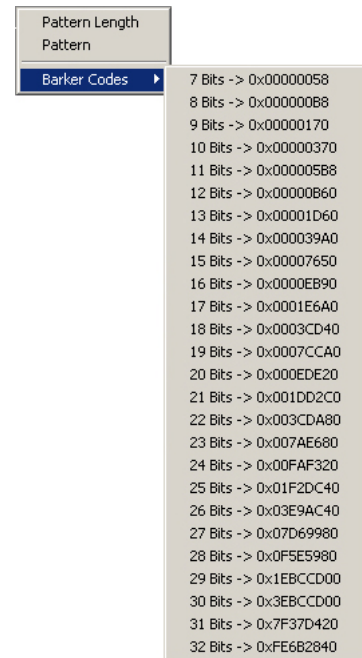 Pattern Length
Pattern
Barker Codes
7 Bits -> 0x00000058
8 Bits -> 0x000000B8
9 Bits -> 0x00000170
10 Bits -> 0x00000370
11 Bits -> 0x000005B8
12 Bits -> 0x00000B60
13 Bits -> 0x00001D60
14 Bits -> 0x000039A0
15 Bits -> 0x00007650
16 Bits -> 0x0000EB90
17 Bits -> 0x0001E6A0
18 Bits -> 0x0003CD40
19 Bits -> 0x0007CCA0
20 Bits -> 0x000EDE20
21 Bits -> 0x001DD2C0
22 Bits -> 0x003CDA80
23 Bits -> 0x007AE680
24 Bits -> 0x00FAF320
25 Bits -> 0x01F2DC40
26 Bits -> 0x03E9AC40
27 Bits -> 0x07D69980
28 Bits -> 0x0F5E5980
29 Bits -> 0x1EBCCD00
30 Bits -> 0x3EBCCD00
31 Bits -> 0x7F37D420
32 Bits -> 0xFE6B2840